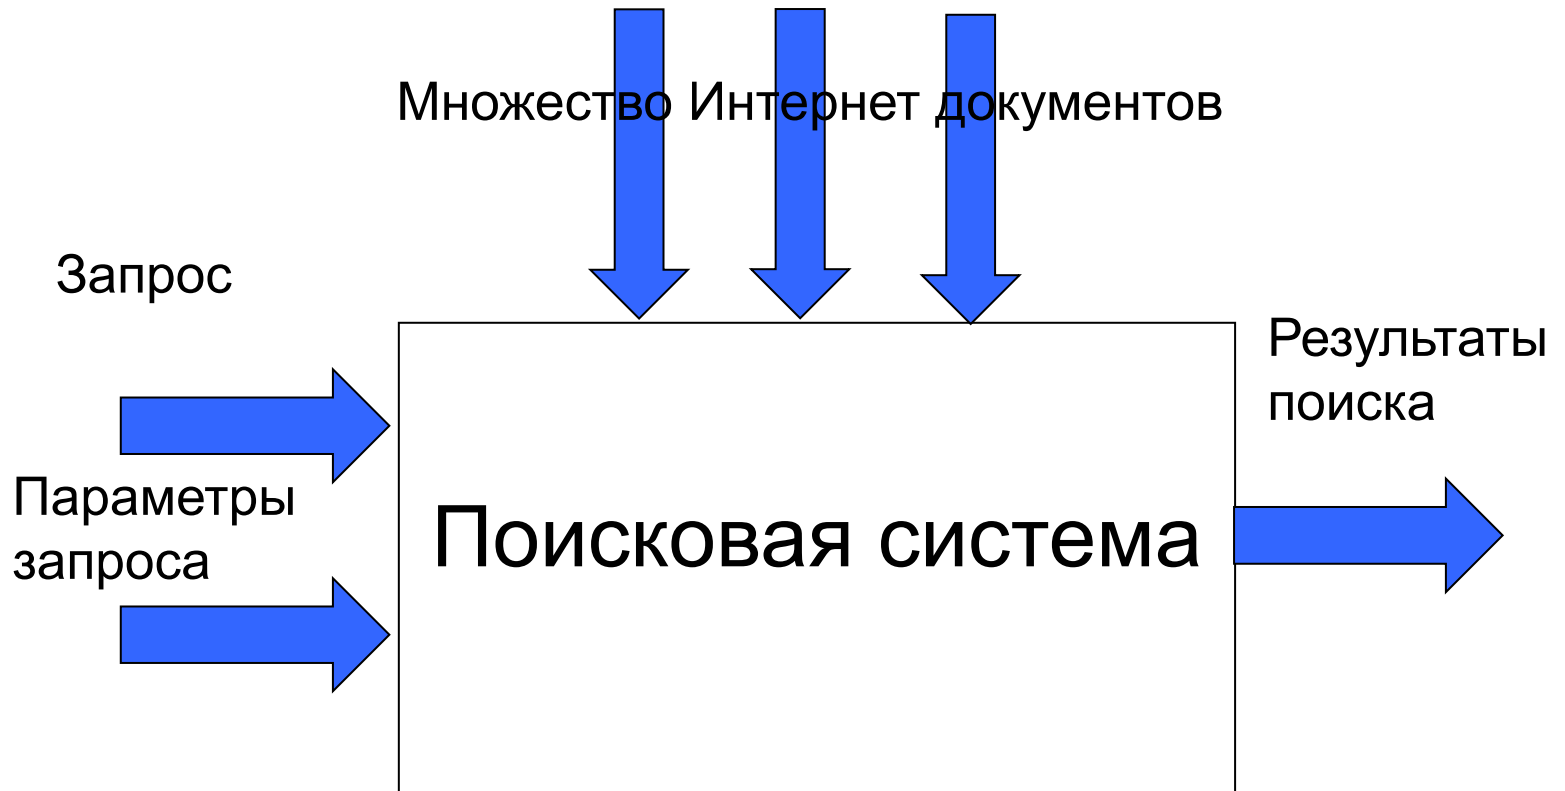 Множество Интернет документов
Запрос
Результаты
поиска
Параметры
запроса
Поисковая система